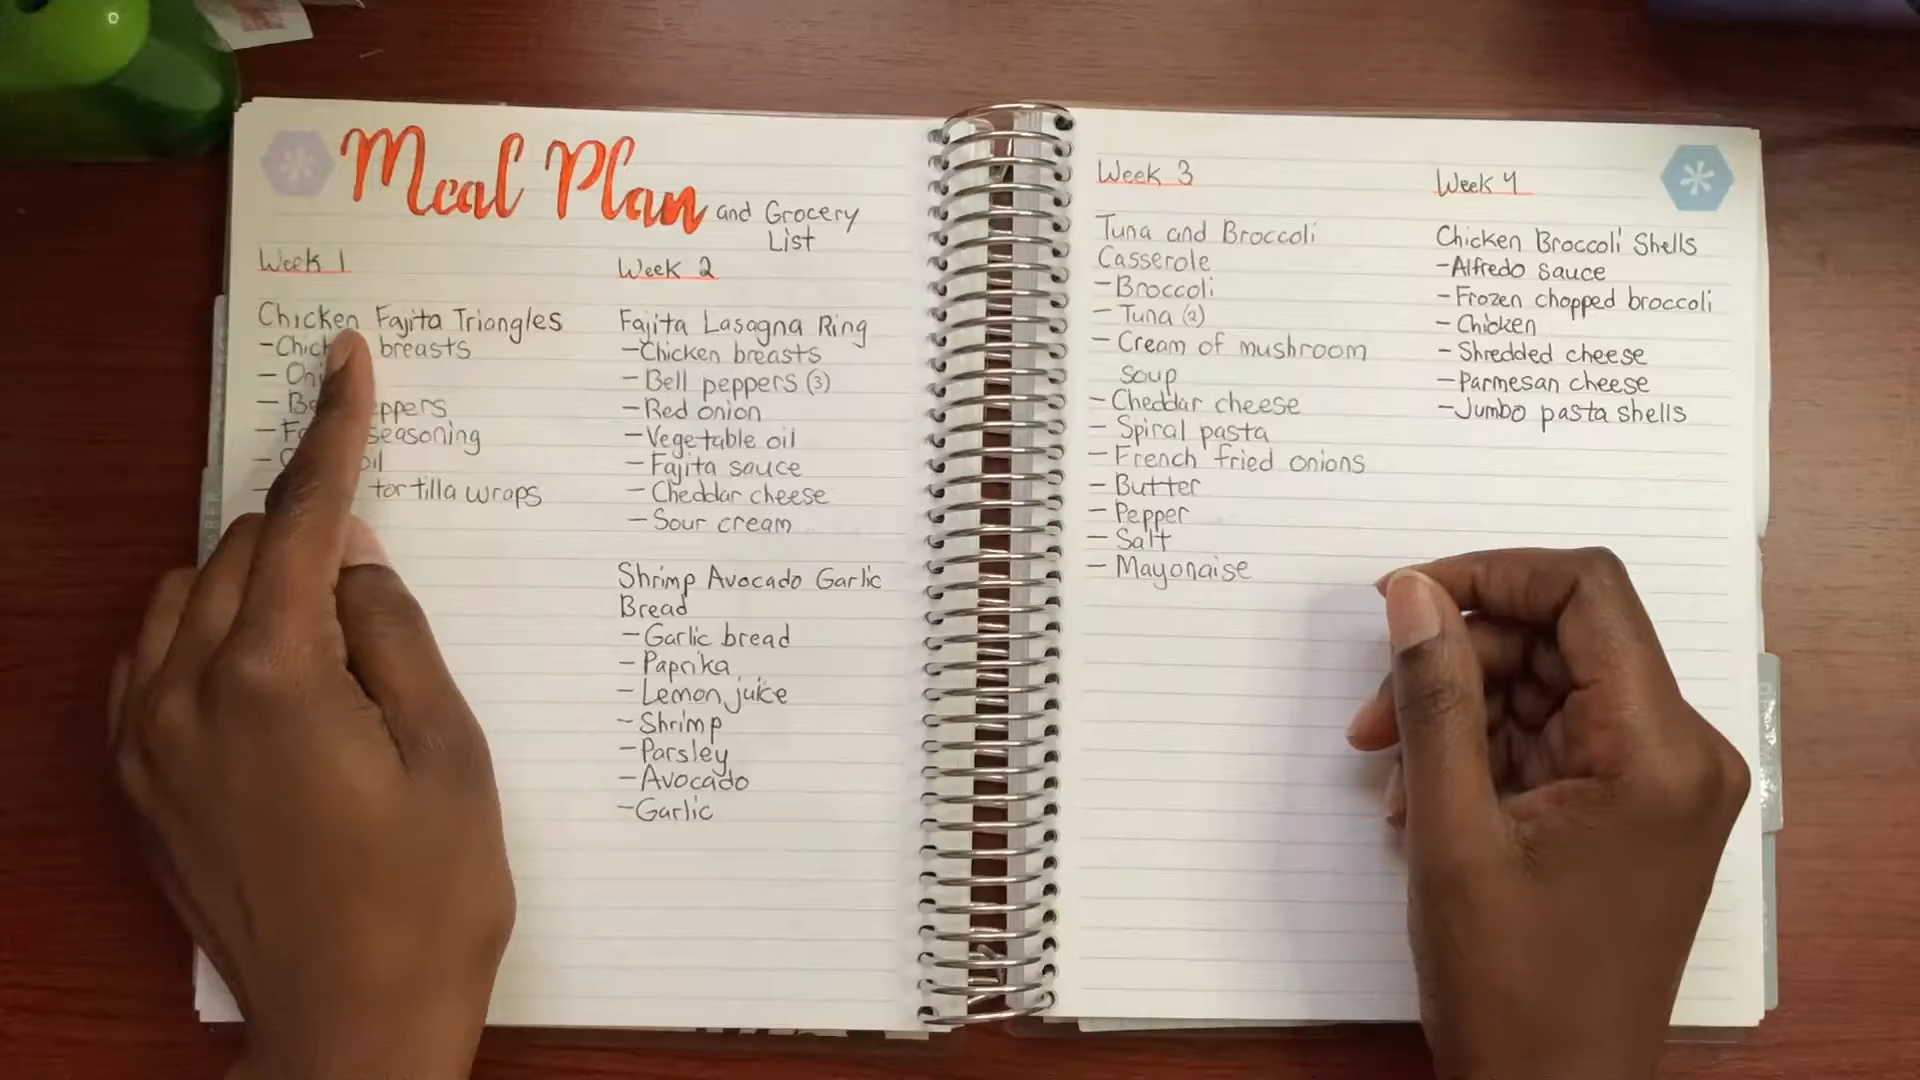 Meal Plan and Grocery
List
Week 1
Chicken Fajita Triangles
- breasts
-
-
- seasoning
- oil
- tortilla wraps
Week 2
Fajita Lasagna Ring
-Chicken breasts
-Bell peppers (3)
-Red onion
-Vegetable oil
-Fajita sauce
-Cheddar cheese
-Sour cream
Shrimp Avocado Garlic
Bread
-Garlic bread
-Paprika
-Lemon juice
-Shrimp
-Parsley
-Avocado
-Garlic
Week 3
Tuna and Broccoli
Casserole
-Broccoli
-Tuna (2)
-Cream of mushroom
soup
-Cheddar cheese
-Spiral pasta
-French fried onions
-Butter
-Pepper
-Salt
-Mayonaise
Week 4
Chicken Broccoli Shells
-Alfredo sauce
-Frozen chopped broccoli
-Chicken
-Shredded cheese
-Parmesan cheese
-Jumbo pasta shells